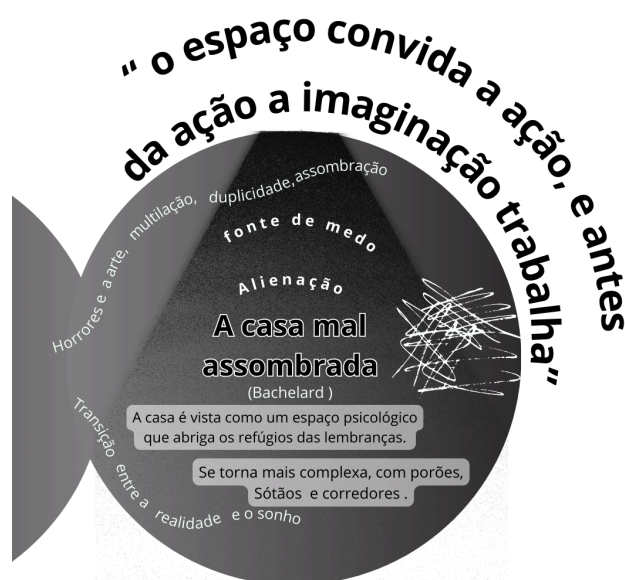 “ o espaço convida a ação, e antes
da ação a imaginação trabalha”
Horrores e a arte, multilação, duplicidade,assombração
fonte de medo
Alienação
A casa mal
assombrada
(Bachelard )
A casa é vista como um espaço psicológico
que abriga os refúgios das lembranças.
Se torna mais complexa, com porões,
Sótãos e corredores .
Transição entre a realidade e o sonho